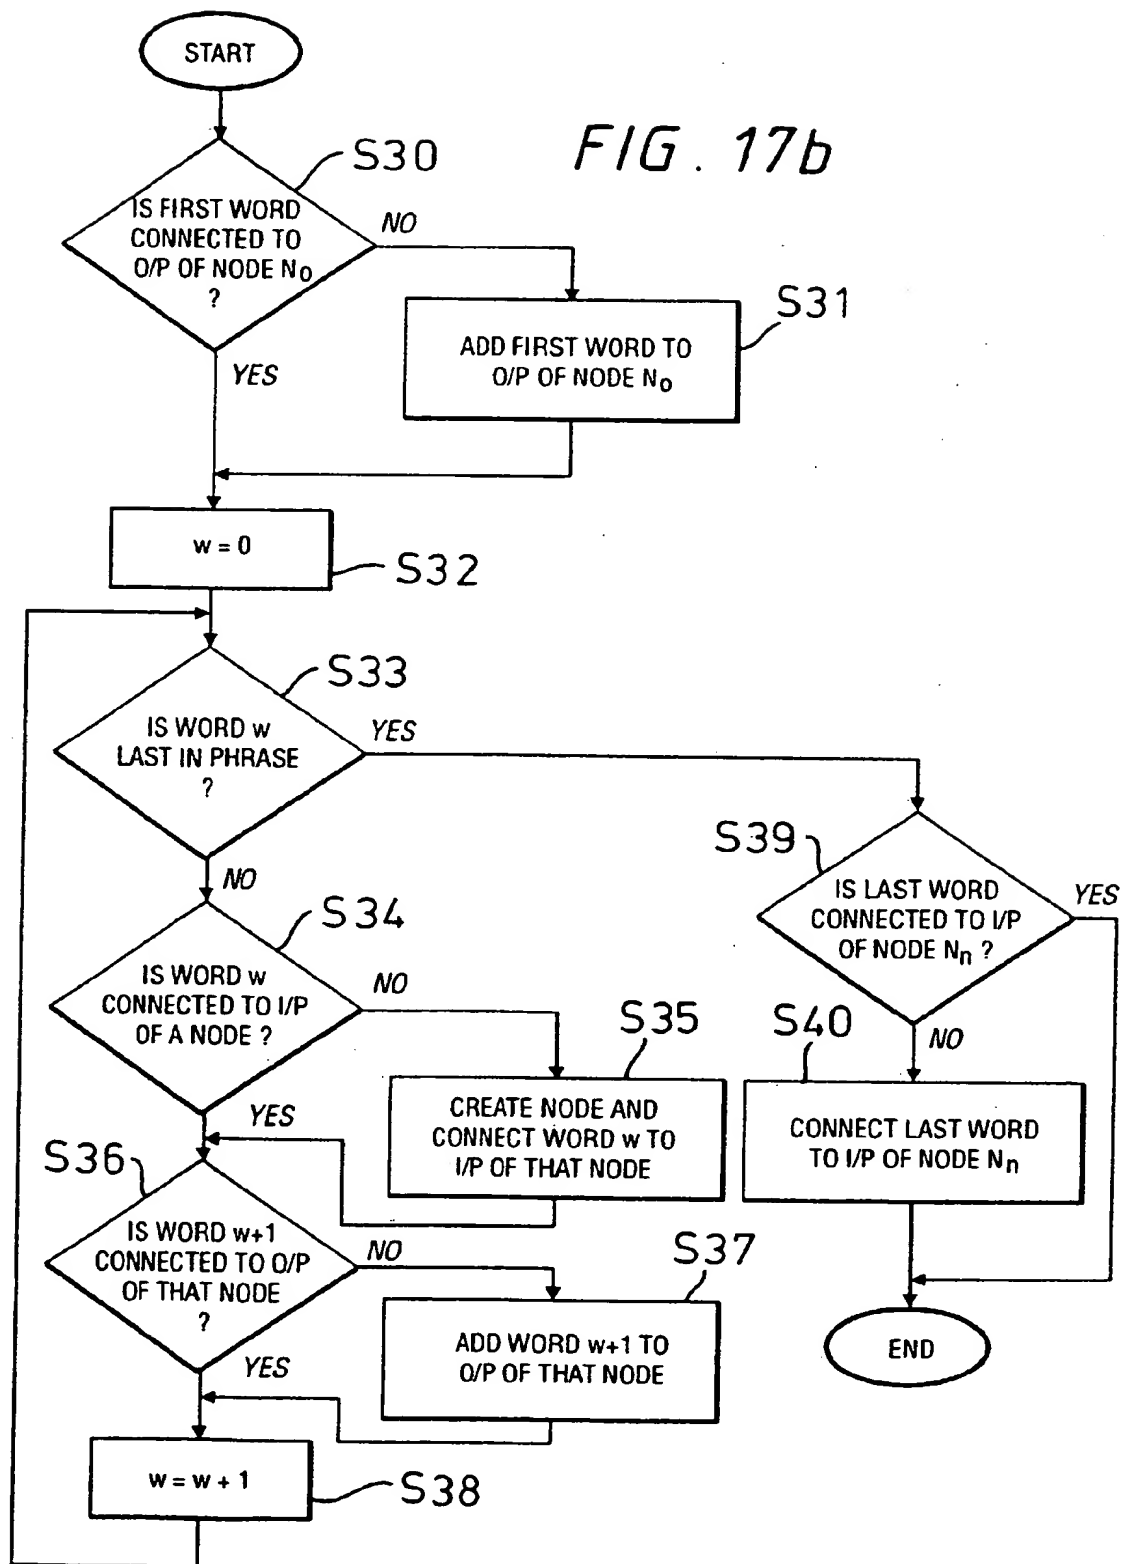 START
FIG. 17b
S30
IS FIRST WORD
CONNECTED TO
O/P OF NODE N₀
?
NO
YES
S31
ADD FIRST WORD TO
O/P OF NODE N₀
w = 0
S32
S33
IS WORD w
LAST IN PHRASE
?
YES
NO
S34
IS WORD w
CONNECTED TO I/P
OF A NODE ?
NO
YES
S35
CREATE NODE AND
CONNECT WORD w TO
I/P OF THAT NODE
S36
IS WORD w+1
CONNECTED TO O/P
OF THAT NODE
?
NO
YES
S37
ADD WORD w+1 TO
O/P OF THAT NODE
w = w + 1
S38
S39
IS LAST WORD
CONNECTED TO I/P
OF NODE Nₙ ?
YES
NO
S40
CONNECT LAST WORD
TO I/P OF NODE Nₙ
END